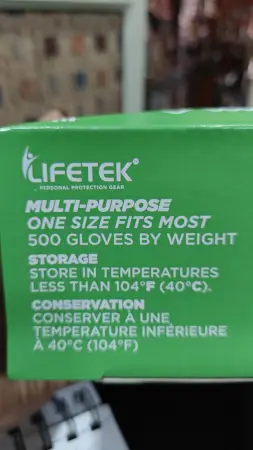 LIFETEK®
PERSONAL PROTECTION GEAR
MULTI-PURPOSE
ONE SIZE FITS MOST
500 GLOVES BY WEIGHT
STORAGE
STORE IN TEMPERATURES
LESS THAN 104°F (40°C).
CONSERVATION
CONSERVER À UNE
TEMPERATURE INFÉRIEURE
À 40°C (104°F)